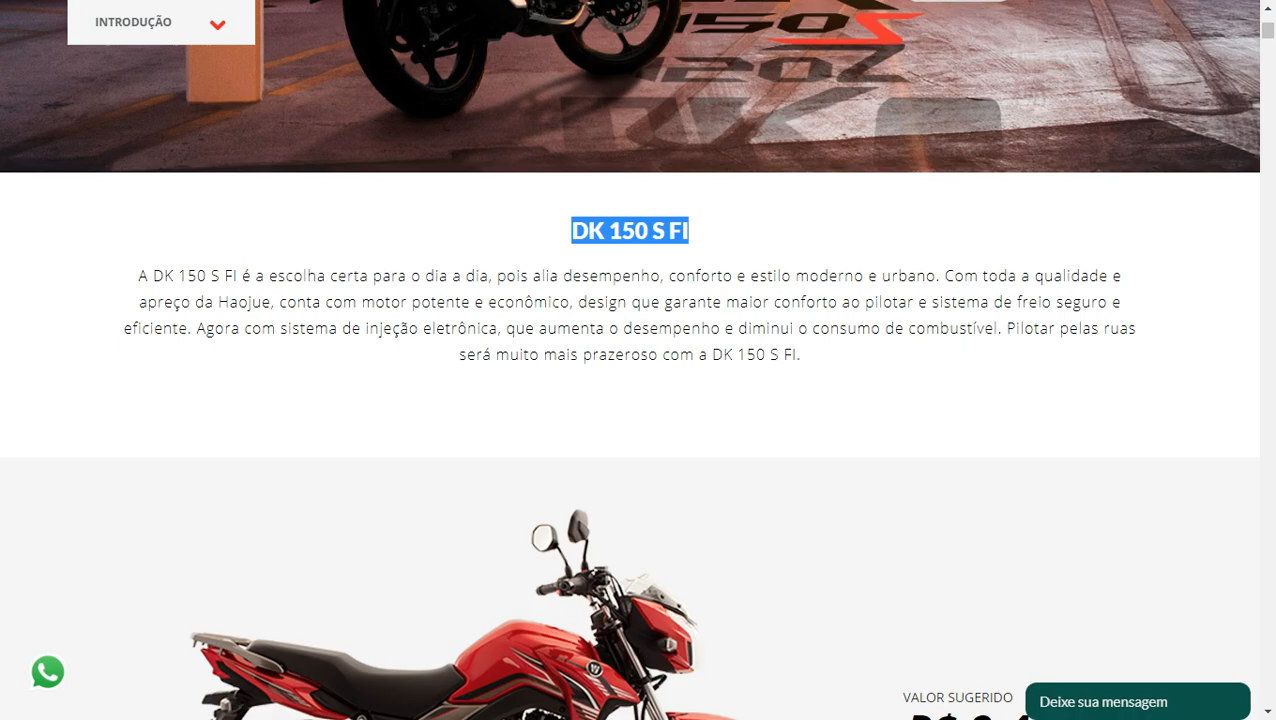 INTRODUÇÃO
150S
DK 150 S FI
A DK 150 S FI é a escolha certa para o dia a dia, pois alia desempenho, conforto e estilo moderno e urbano. Com toda a qualidade e
apreço da Haojue, conta com motor potente e econômico, design que garante maior conforto ao pilotar e sistema de freio seguro e
eficiente. Agora com sistema de injeção eletrônica, que aumenta o desempenho e diminui o consumo de combustível. Pilotar pelas ruas
será muito mais prazeroso com a DK 150 S FI.
VALOR SUGERIDO
Deixe sua mensagem